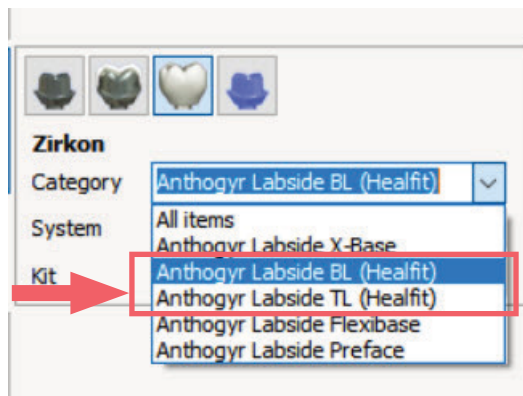 Zirkon
Category Anthogyr Labside BL (Healfit)
System
All items
Anthogyr Labside X-Base
Kit
Anthogyr Labside BL (Healfit)
Anthogyr Labside TL (Healfit)
Anthogyr Labside Flexibase
Anthogyr Labside Preface